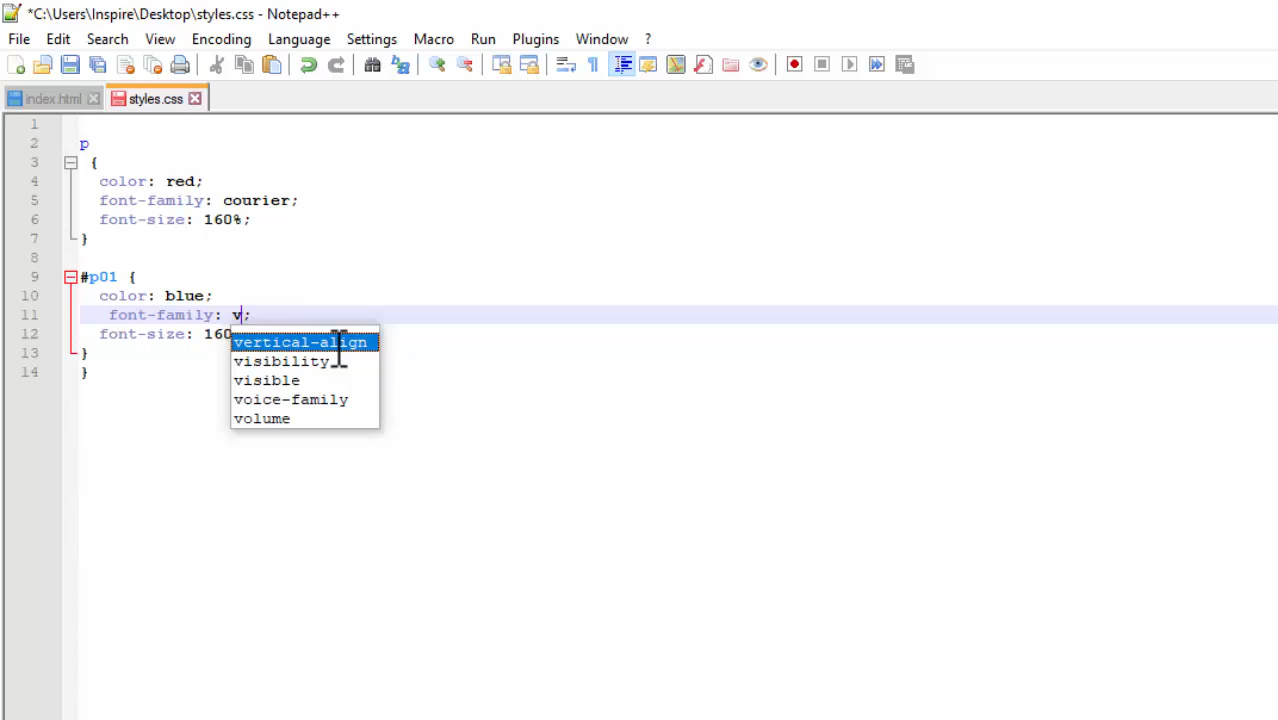 *C:\Users\Inspire\Desktop\styles.css - Notepad++
File Edit Search View Encoding Language Settings Macro Run Plugins Window ?
index.html styles.css
1
2 p
3 {
4 color: red;
5 font-family: courier;
6 font-size: 160%;
7 }
8
9 #p01 {
10 color: blue;
11 font-family: v;
12 font-size: 160
13 }
14 }
vertical-align
visibility
visible
voice-family
volume